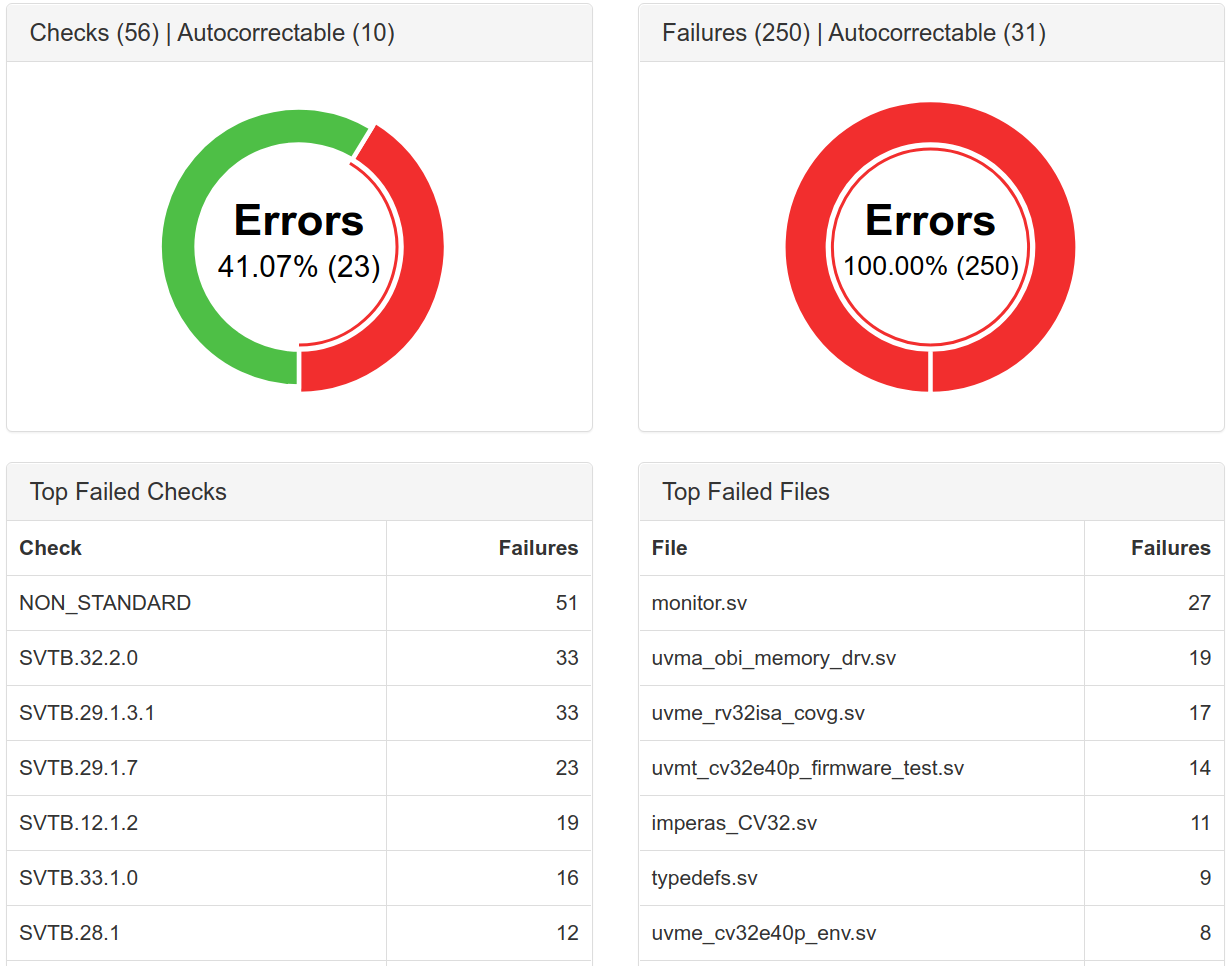 Checks (56) | Autocorrectable (10)
Errors
41.07% (23)
Failures (250) | Autocorrectable (31)
Errors
100.00% (250)
Top Failed Checks
Check Failures
NON_STANDARD 51
SVTB.32.2.0 33
SVTB.29.1.3.1 33
SVTB.29.1.7 23
SVTB.12.1.2 19
SVTB.33.1.0 16
SVTB.28.1 12
Top Failed Files
File Failures
monitor.sv 27
uvma_obi_memory_drv.sv 19
uvme_rv32isa_covg.sv 17
uvmt_cv32e40p_firmware_test.sv 14
imperas_CV32.sv 11
typedefs.sv 9
uvme_cv32e40p_env.sv 8